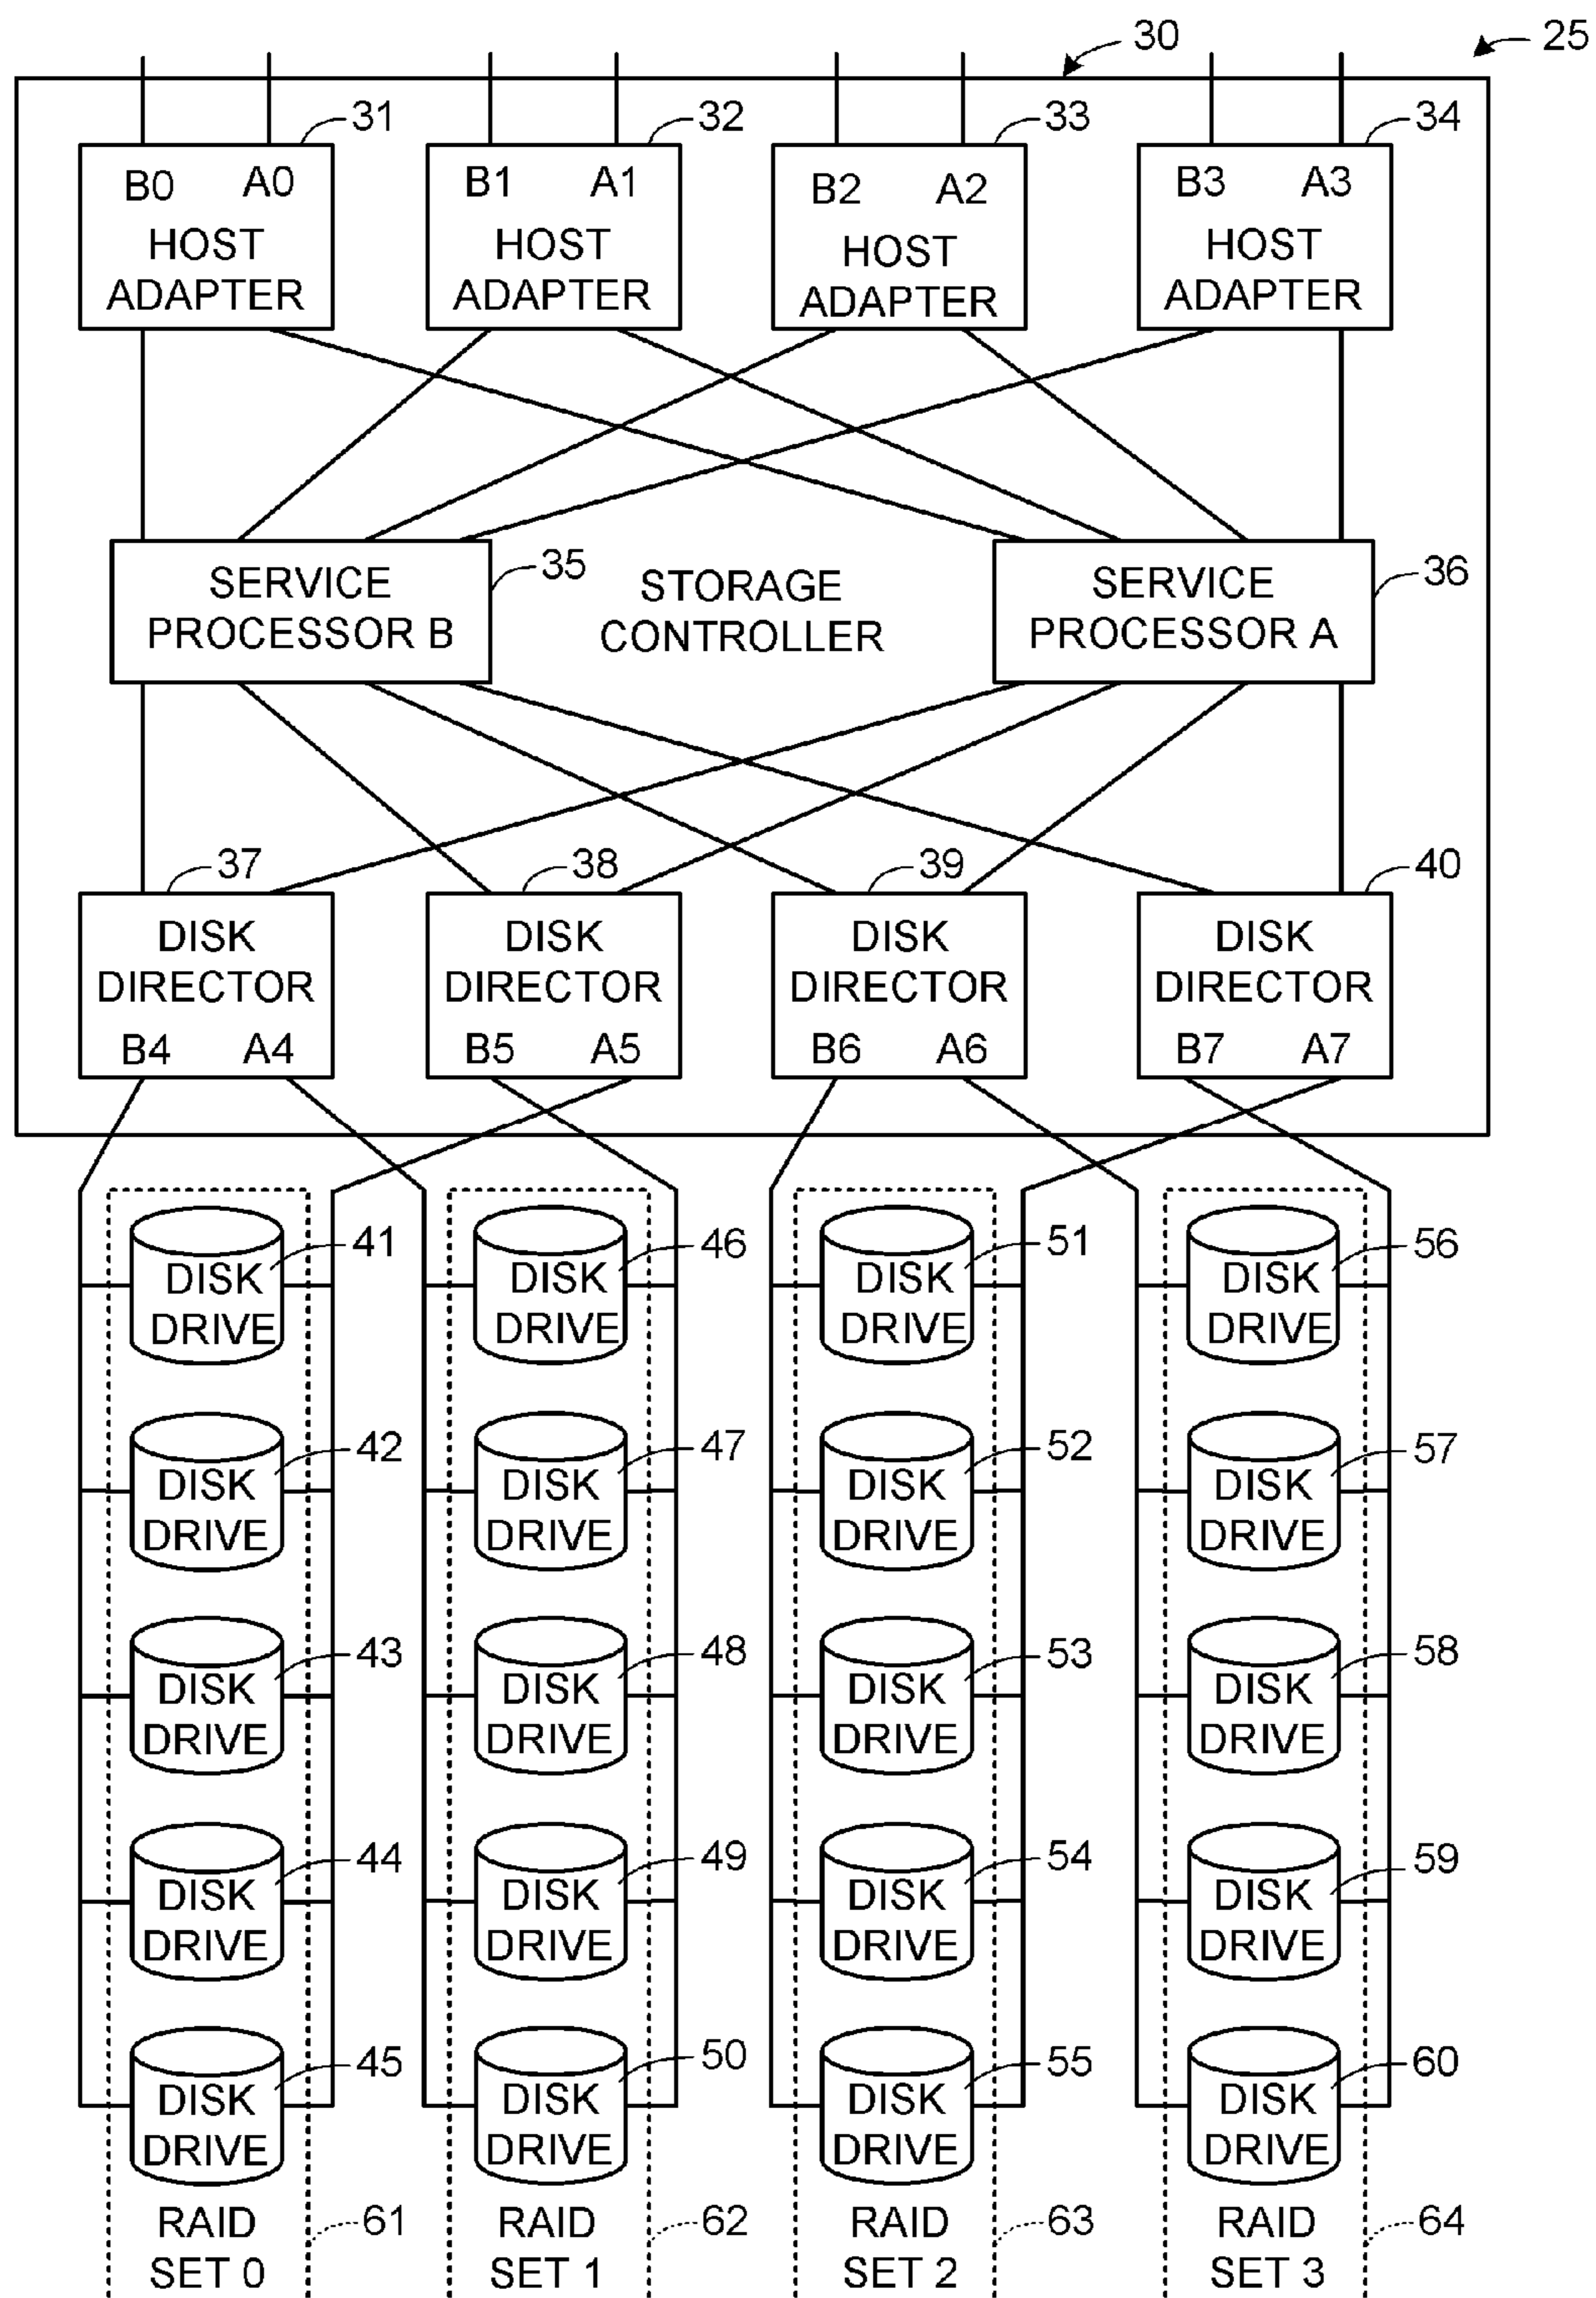 30
25
31
32
33
34
B0 A0
HOST
ADAPTER
B1 A1
HOST
ADAPTER
B2 A2
HOST
ADAPTER
B3 A3
HOST
ADAPTER
SERVICE
PROCESSOR B
35
STORAGE
CONTROLLER
SERVICE
PROCESSOR A
36
37
38
39
40
DISK
DIRECTOR
B4 A4
DISK
DIRECTOR
B5 A5
DISK
DIRECTOR
B6 A6
DISK
DIRECTOR
B7 A7
DISK
DRIVE
41
DISK
DRIVE
46
DISK
DRIVE
51
DISK
DRIVE
56
DISK
DRIVE
42
DISK
DRIVE
47
DISK
DRIVE
52
DISK
DRIVE
57
DISK
DRIVE
43
DISK
DRIVE
48
DISK
DRIVE
53
DISK
DRIVE
58
DISK
DRIVE
44
DISK
DRIVE
49
DISK
DRIVE
54
DISK
DRIVE
59
DISK
DRIVE
45
DISK
DRIVE
50
DISK
DRIVE
55
DISK
DRIVE
60
RAID
SET 0
61
RAID
SET 1
62
RAID
SET 2
63
RAID
SET 3
64